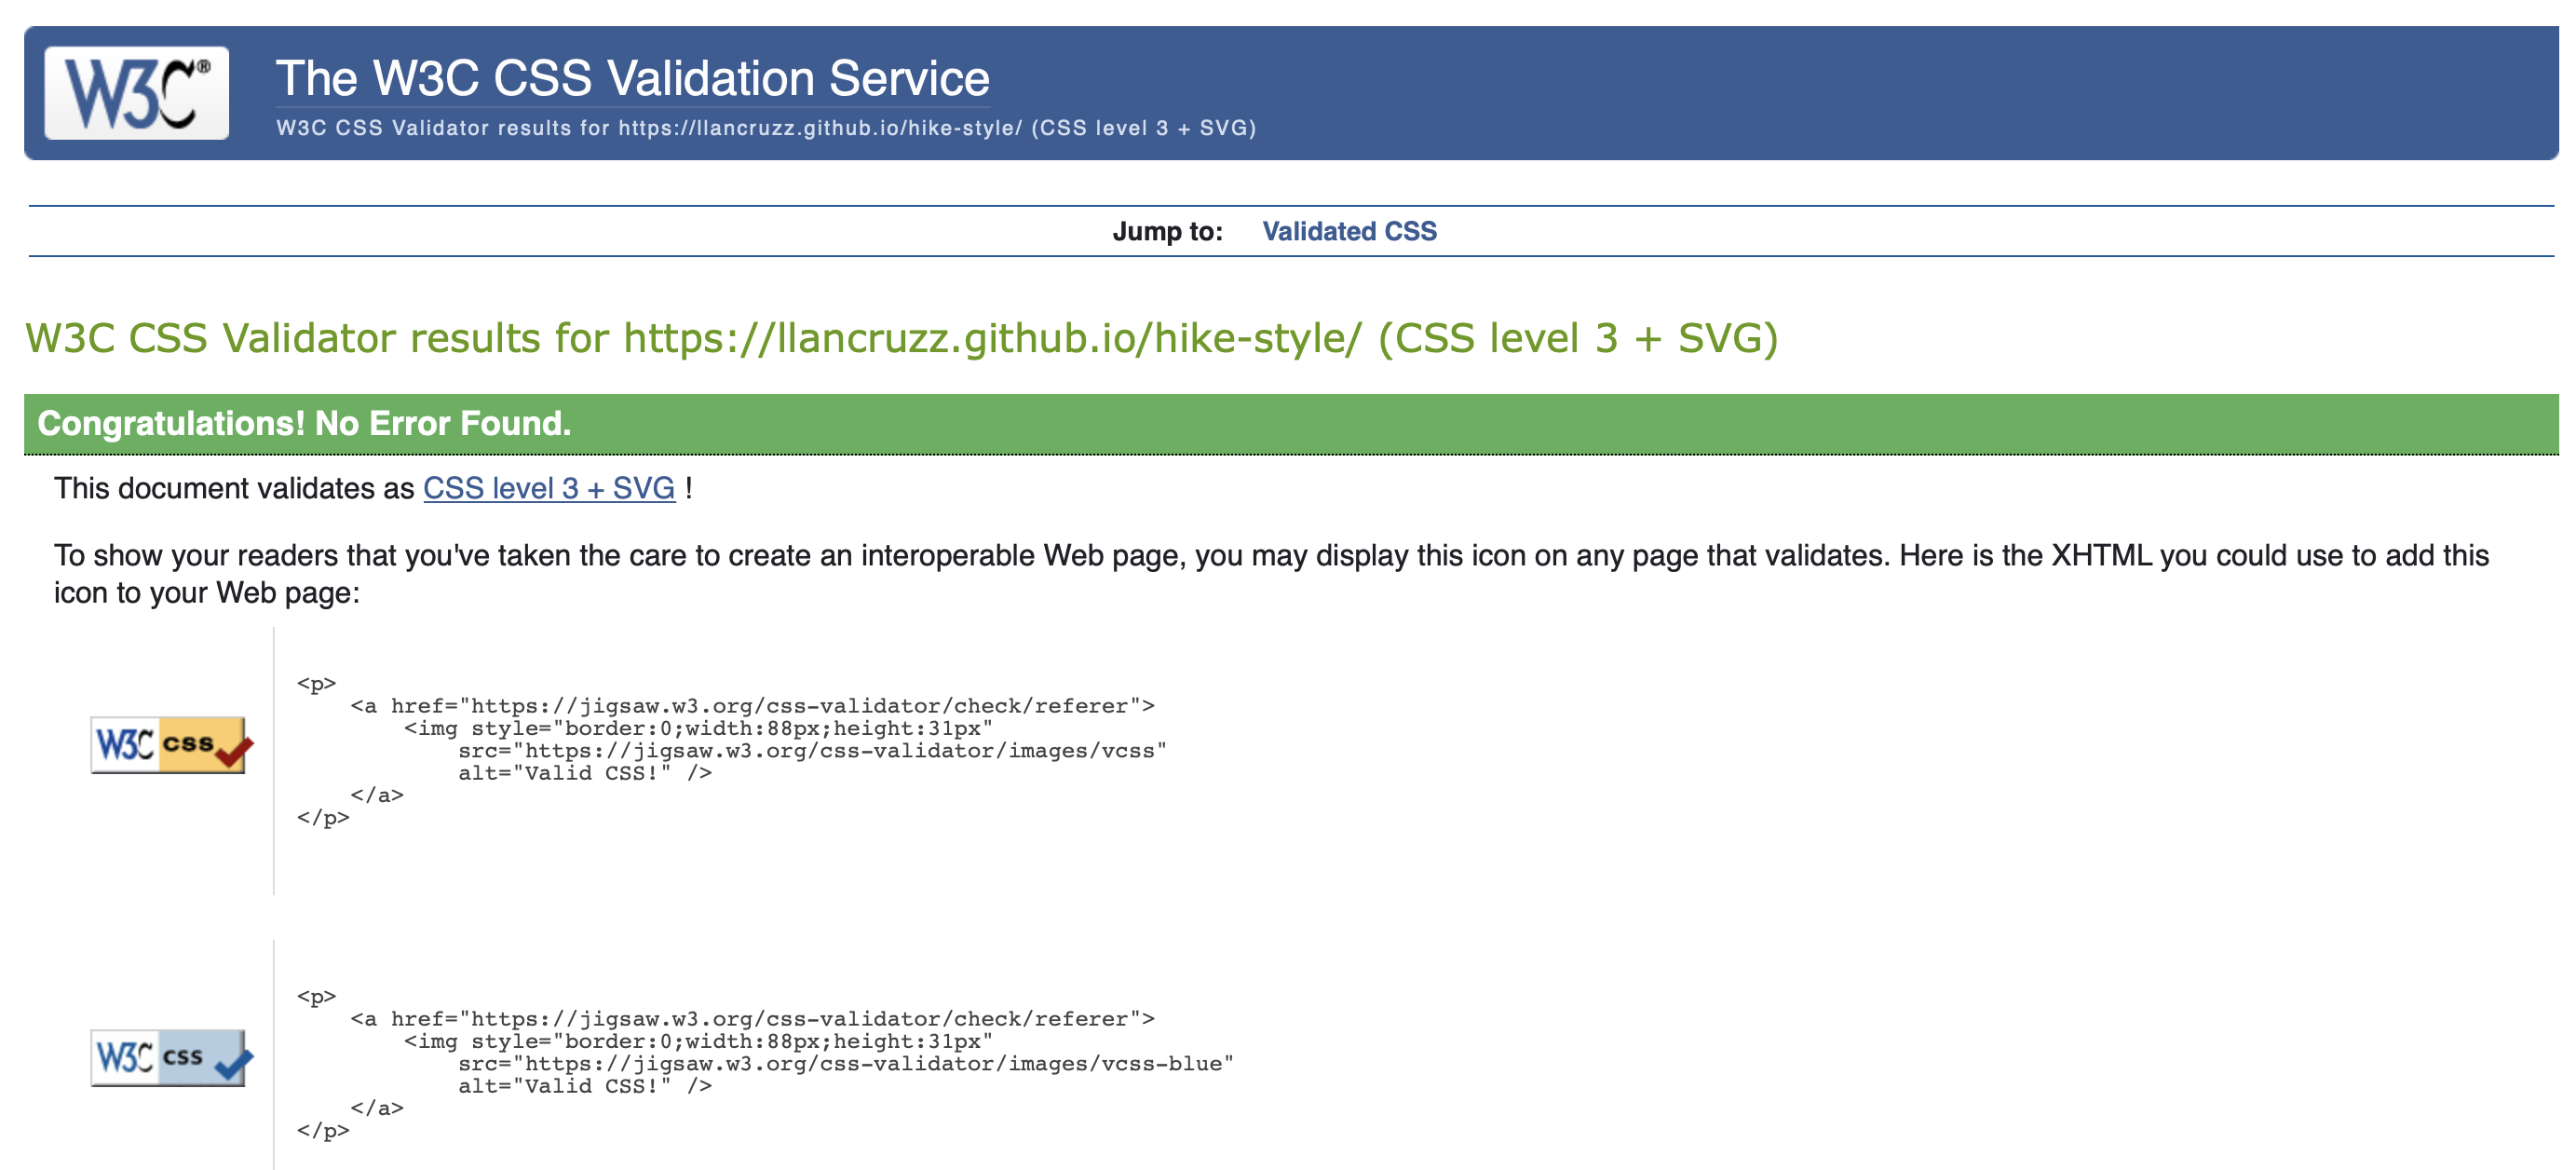 W3C®
The W3C CSS Validation Service
W3C CSS Validator results for https://llancruzz.github.io/hike-style/ (CSS level 3 + SVG)
Jump to: Validated CSS
W3C CSS Validator results for https://llancruzz.github.io/hike-style/ (CSS level 3 + SVG)
Congratulations! No Error Found.
This document validates as CSS level 3 + SVG !
To show your readers that you've taken the care to create an interoperable Web page, you may display this icon on any page that validates. Here is the XHTML you could use to add this
icon to your Web page:
W3C css
<p>
    <a href="https://jigsaw.w3.org/css-validator/check/referer">
        <img style="border:0;width:88px;height:31px"
            src="https://jigsaw.w3.org/css-validator/images/vcss"
            alt="Valid CSS!" />
    </a>
</p>
W3C css
<p>
    <a href="https://jigsaw.w3.org/css-validator/check/referer">
        <img style="border:0;width:88px;height:31px"
            src="https://jigsaw.w3.org/css-validator/images/vcss-blue"
            alt="Valid CSS!" />
    </a>
</p>